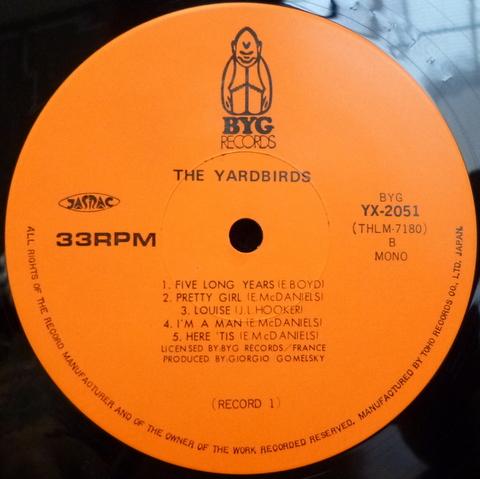 BYG
RECORDS
THE YARDBIRDS
JASRAC
33RPM
BYG
YX-2051
(THLM-7180)
B
MONO
1. FIVE LONG YEARS (E.BOYD)
2. PRETTY GIRL (E.McDANIELS)
3. LOUISE (J.L.HOOKER)
4. I'M A MAN (E.McDANIELS)
5. HERE 'TIS (E.McDANIELS)
LICENSED BY BYG RECORDS/FRANCE
PRODUCED BY GIORGIO GOMELSKY
(RECORD 1)
ALL RIGHTS OF THE RECORD MANUFACTURER AND OF THE OWNER OF THE WORK RECORDED RESERVED. MANUFACTURED BY TOHO RECORDS CO., LTD. JAPAN.